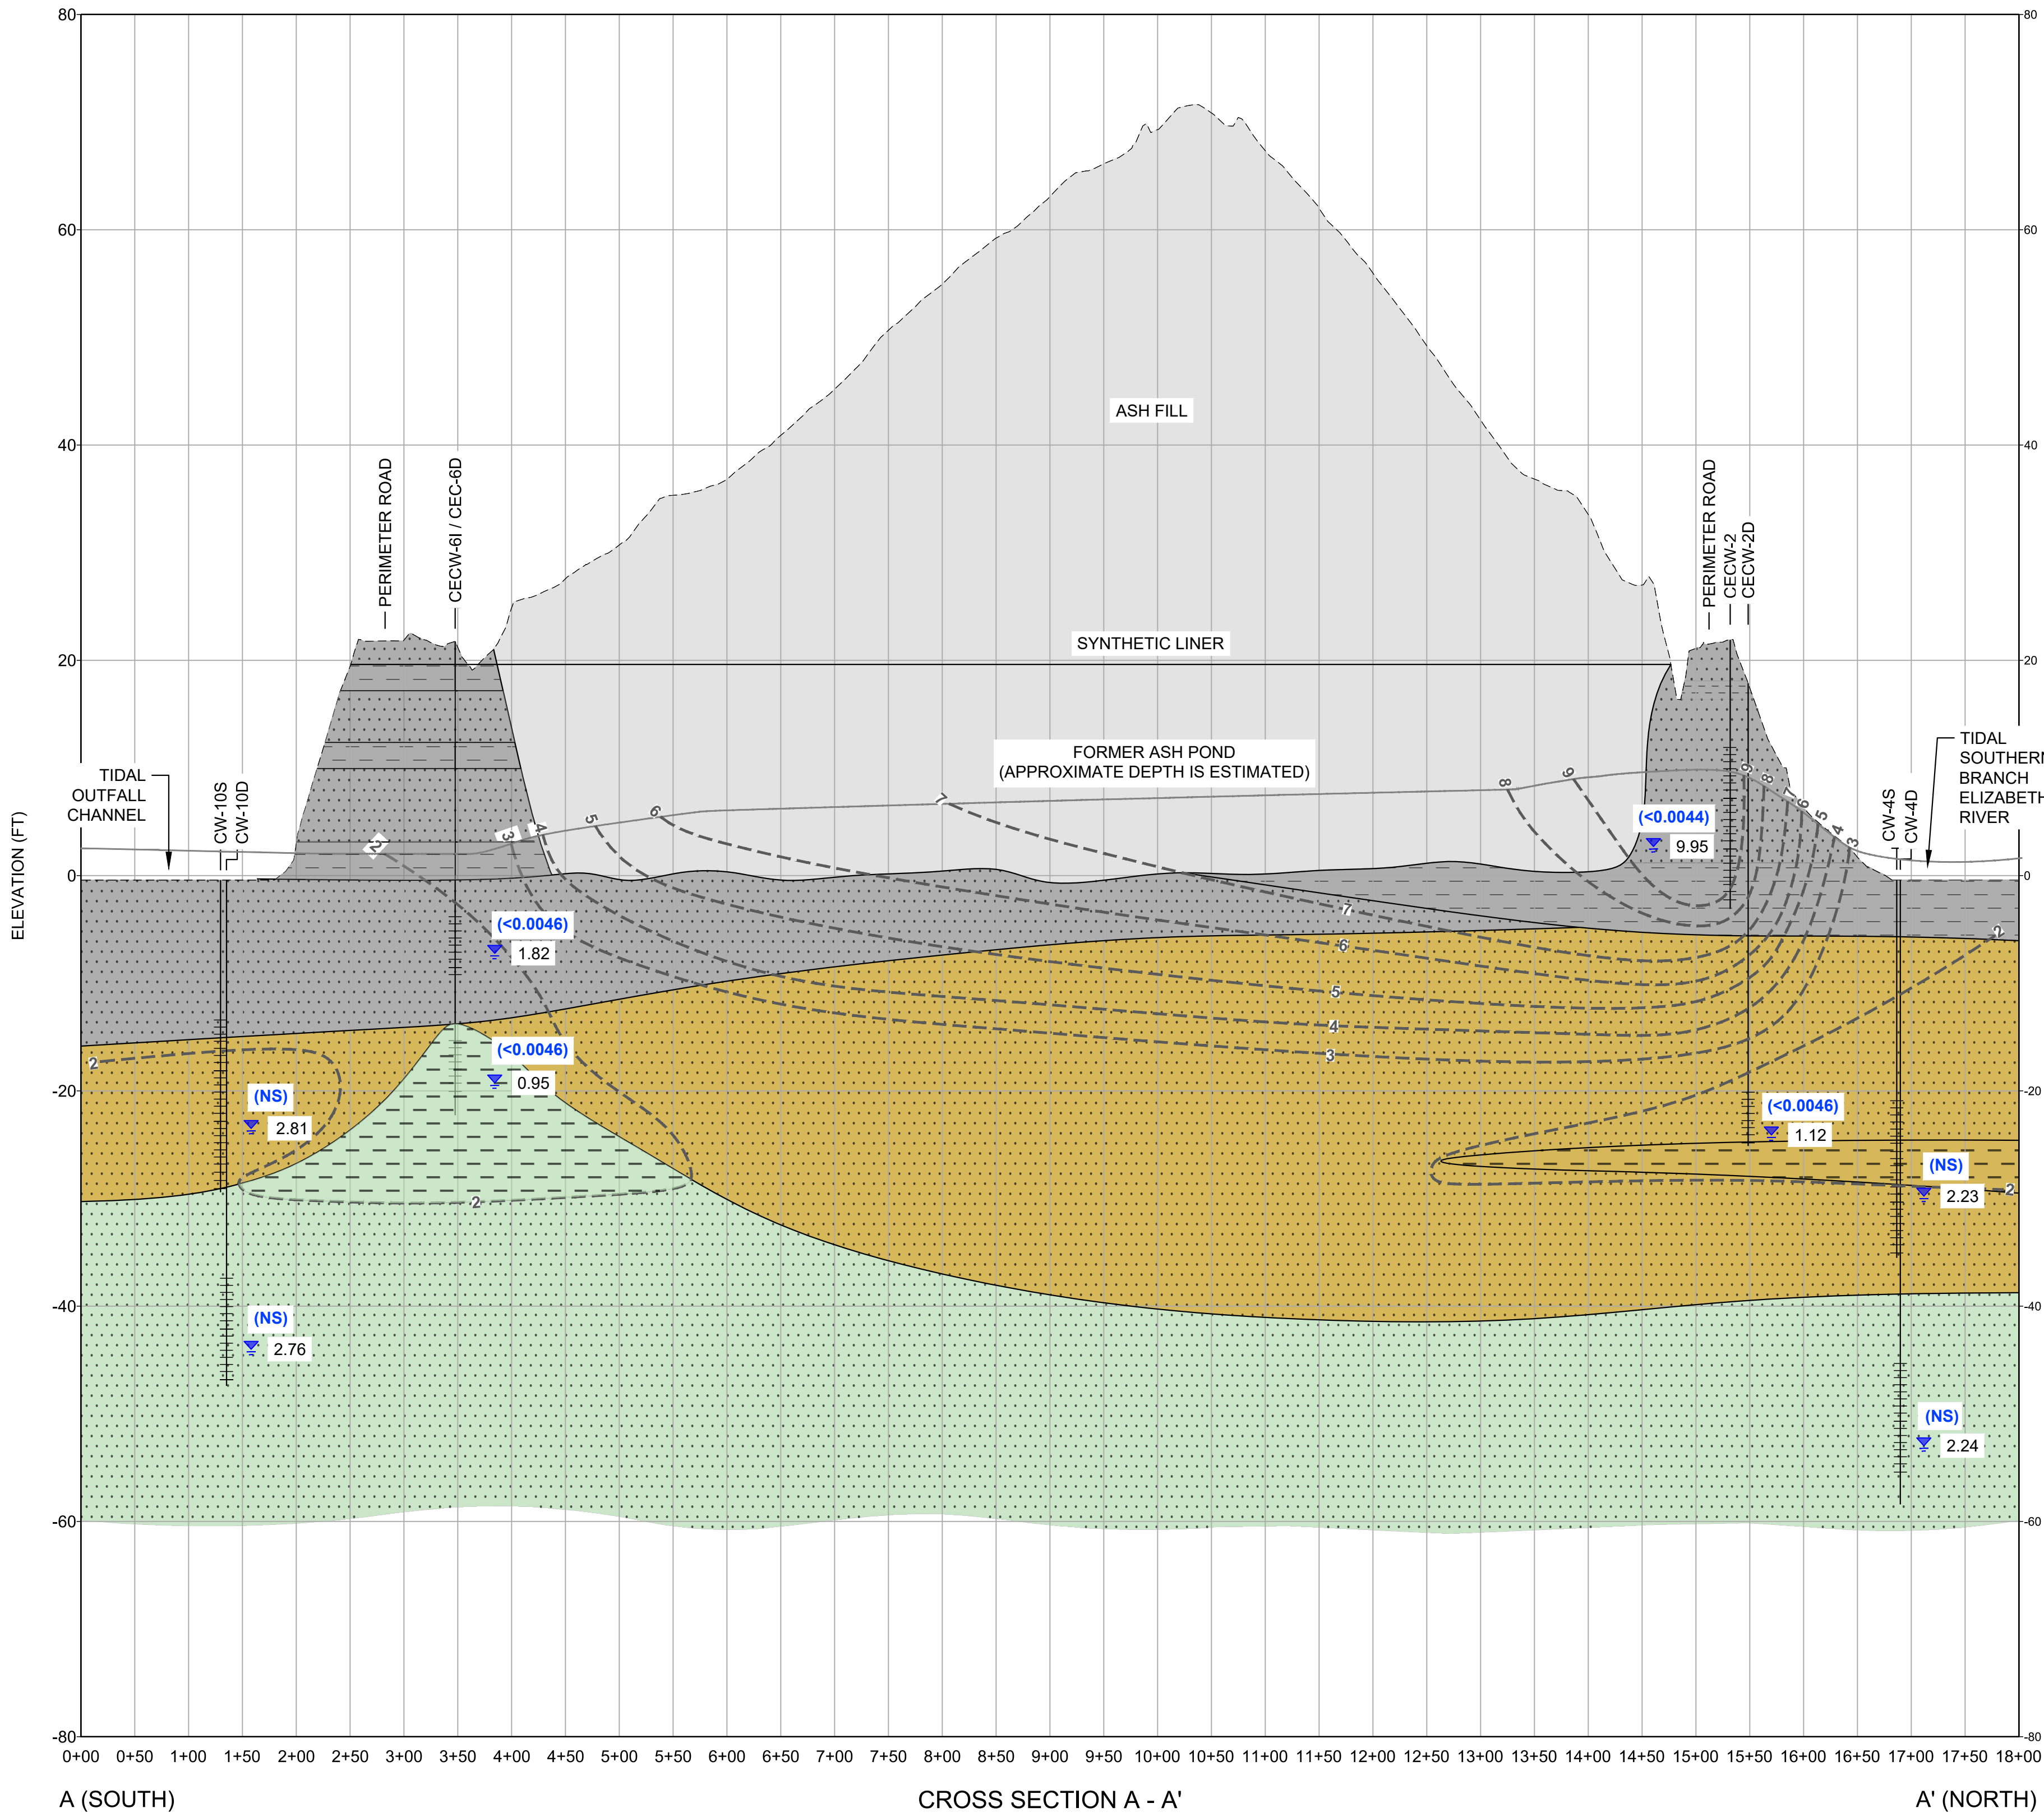 80
80
60
60
40
40
20
20
0
0
-20
-20
-40
-40
-60
-60
-80
-80
ELEVATION (FT)
ASH FILL
SYNTHETIC LINER
FORMER ASH POND
(APPROXIMATE DEPTH IS ESTIMATED)
PERIMETER ROAD
CECW-6I / CEC-6D
PERIMETER ROAD
CECW-2
CECW-2D
TIDAL
OUTFALL
CHANNEL
CW-10S
CW-10D
CW-4S
CW-4D
TIDAL
SOUTHERN
BRANCH
ELIZABETH
RIVER
2
3
4
5
6
7
8
9
9
8
7
6
5
4
3
(<0.0044)
9.95
7
6
5
4
3
2
(<0.0046)
1.82
(<0.0046)
0.95
2
(NS)
2.81
2
(<0.0046)
1.12
(NS)
2.23
2
(NS)
2.76
(NS)
2.24
0+00 0+50 1+00 1+50 2+00 2+50 3+00 3+50 4+00 4+50 5+00 5+50 6+00 6+50 7+00 7+50 8+00 8+50 9+00 9+50 10+00 10+50 11+00 11+50 12+00 12+50 13+00 13+50 14+00 14+50 15+00 15+50 16+00 16+50 17+00 17+50 18+00
A (SOUTH)
CROSS SECTION A - A'
A' (NORTH)